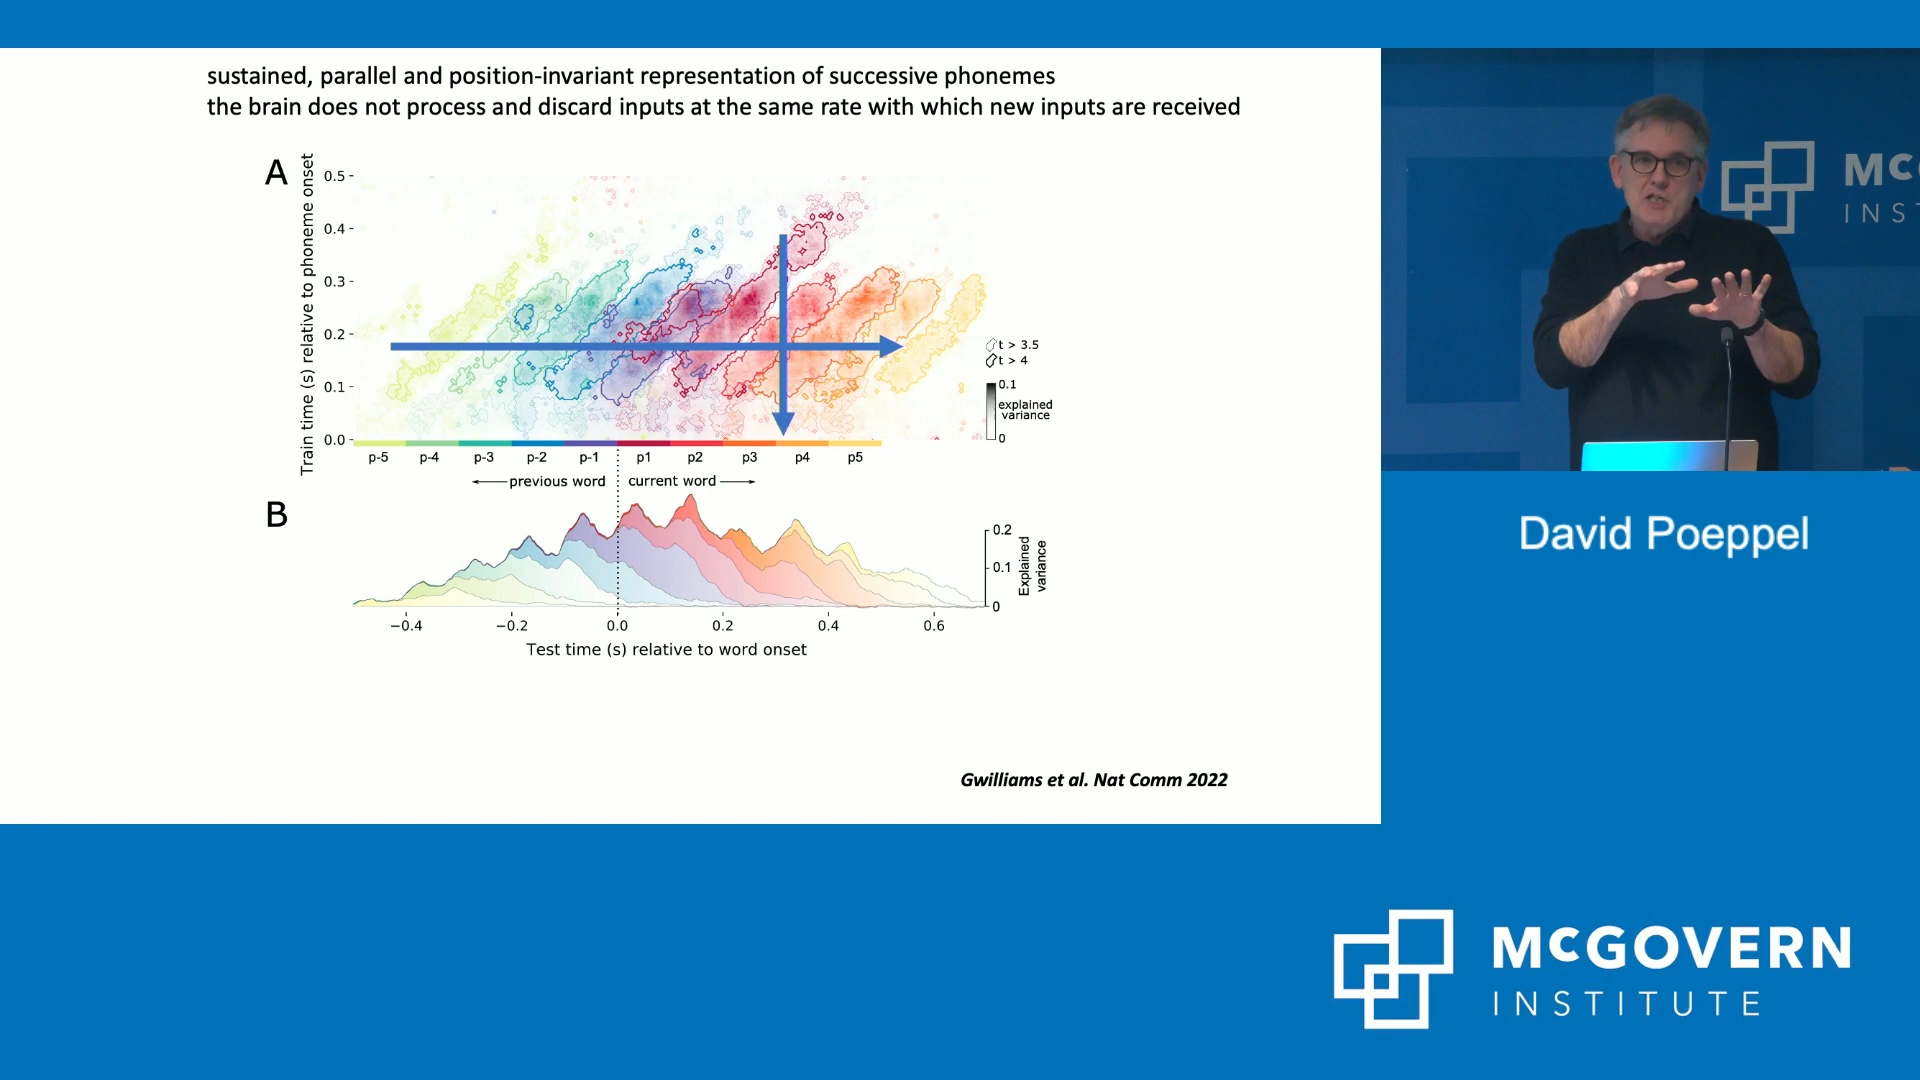 sustained, parallel and position-invariant representation of successive phonemes
the brain does not process and discard inputs at the same rate with which new inputs are received
A
Train time (s) relative to phoneme onset
0.5
0.4
0.3
0.2
0.1
0.0
t > 3.5
t > 4
0.1
explained
variance
0
p-5 p-4 p-3 p-2 p-1 p1 p2 p3 p4 p5
previous word current word
B
0.2
0.1
0
Explained
variance
−0.4 −0.2 0.0 0.2 0.4 0.6
Test time (s) relative to word onset
Gwilliams et al. Nat Comm 2022
McG
INST
David Poeppel
McGOVERN
INSTITUTE